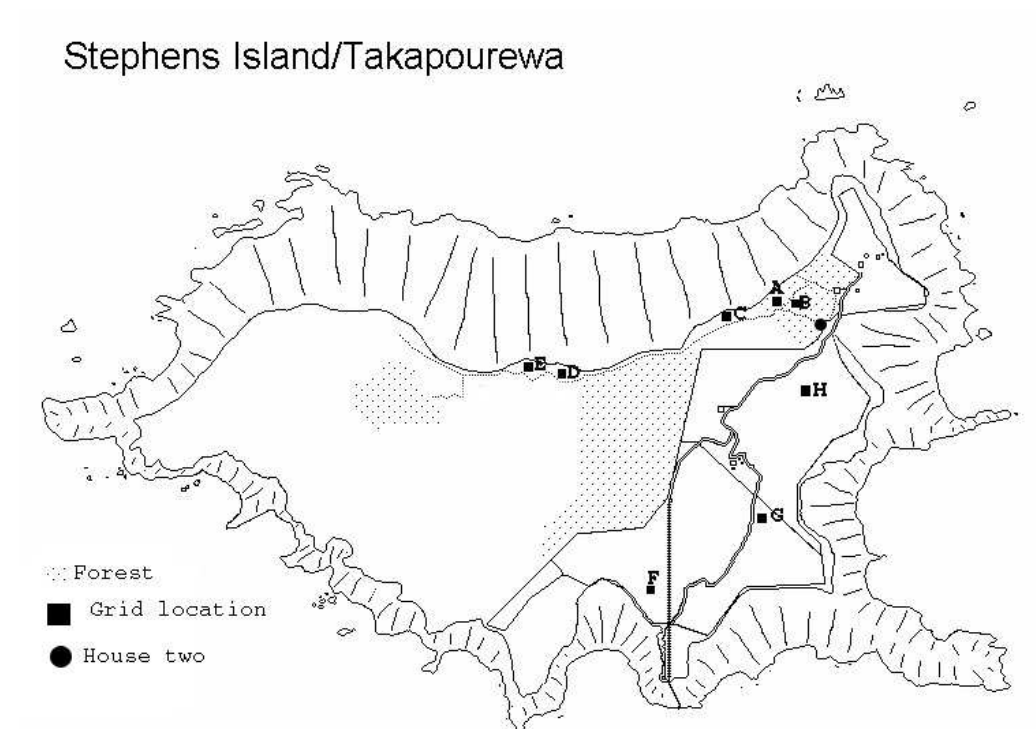 Stephens Island/Takapourewa
A
B
C
E
D
H
G
F
Forest
Grid location
House two